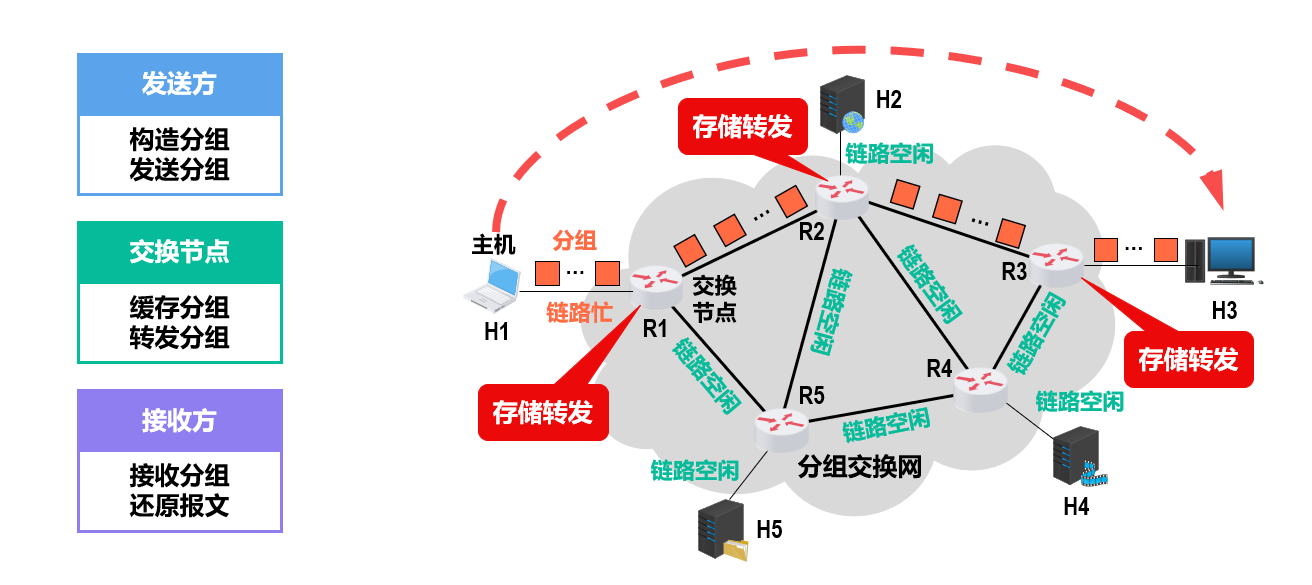 发送方
构造分组
发送分组
交换节点
缓存分组
转发分组
接收方
接收分组
还原报文
H2
存储转发
链路空闲
主机
分组
...
链路忙
H1
R1
交换
节点
...
R2
...
R3
...
H3
存储转发
存储转发
链路空闲
链路空闲
链路空闲
链路空闲
链路空闲
R4
R5
链路空闲
分组交换网
链路空闲
H4
链路空闲
H5